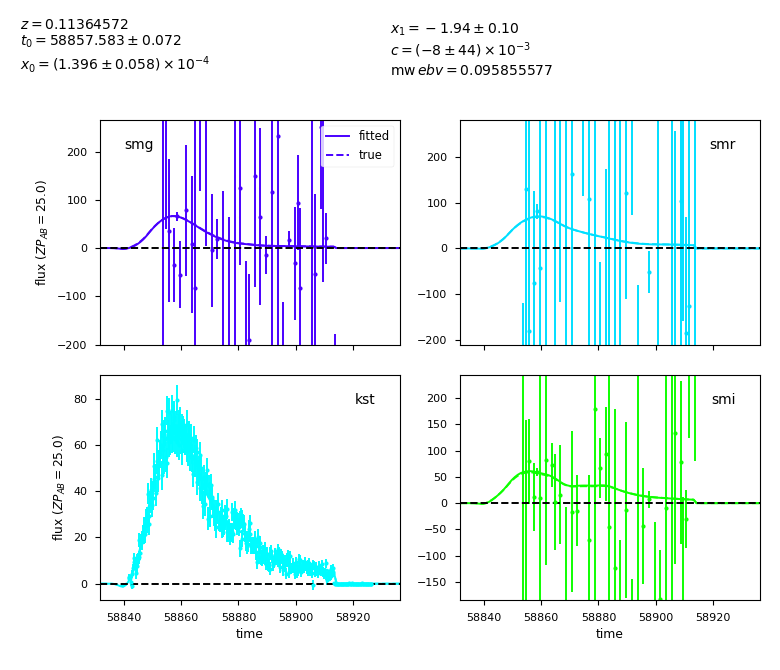 z = 0.11364572
t₀ = 58857.583 ± 0.072
x₀ = (1.396 ± 0.058) × 10⁻⁴
x₁ = −1.94 ± 0.10
c = (−8 ± 44) × 10⁻³
mw ebv = 0.095855577
smg
fitted
true
200
100
0
−100
−200
flux (ZP_AB = 25.0)
smr
200
100
0
−100
−200
kst
80
60
40
20
0
flux (ZP_AB = 25.0)
58840 58860 58880 58900 58920
time
smi
200
150
100
50
0
−50
−100
−150
58840 58860 58880 58900 58920
time